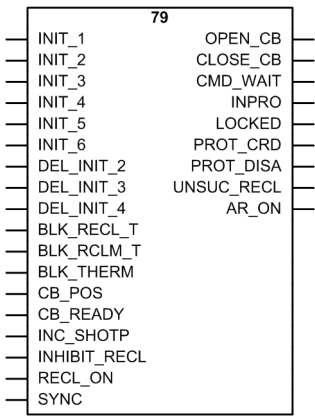 79
INIT_1 OPEN_CB
INIT_2 CLOSE_CB
INIT_3 CMD_WAIT
INIT_4 INPRO
INIT_5 LOCKED
INIT_6 PROT_CRD
DEL_INIT_2 PROT_DISA
DEL_INIT_3 UNSUC_RECL
DEL_INIT_4 AR_ON
BLK_RECL_T
BLK_RCLM_T
BLK_THERM
CB_POS
CB_READY
INC_SHOTP
INHIBIT_RECL
RECL_ON
SYNC